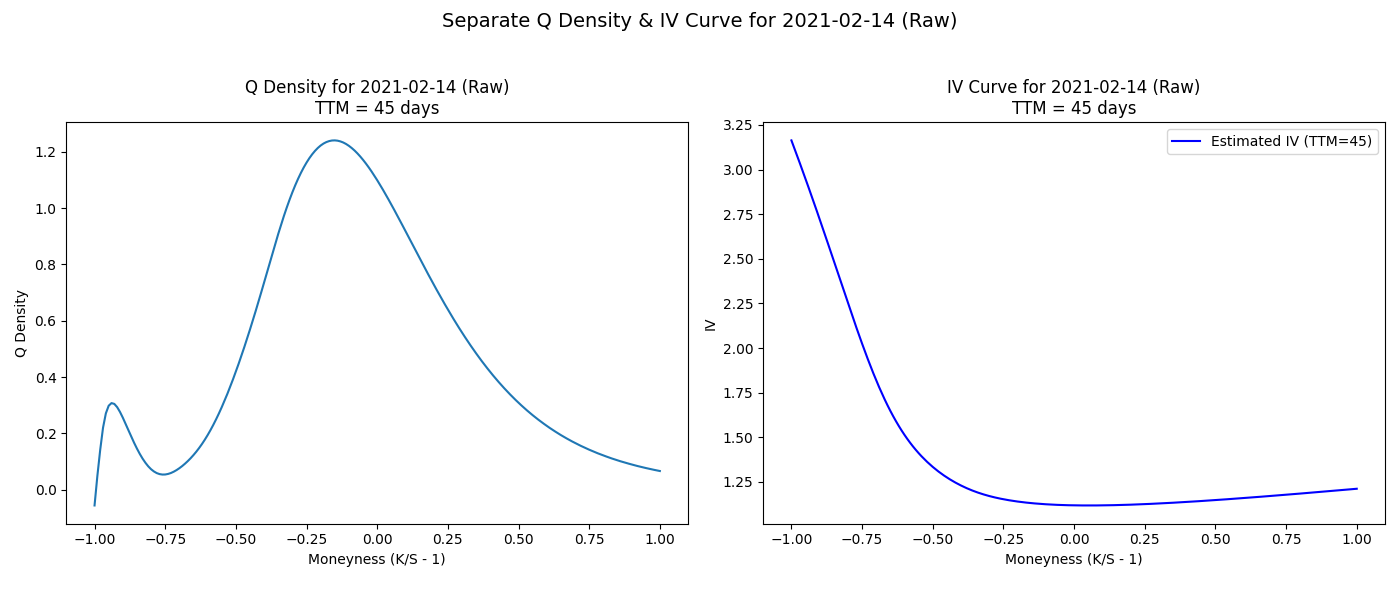 Separate Q Density & IV Curve for 2021-02-14 (Raw)
Q Density for 2021-02-14 (Raw)
TTM = 45 days
1.2
1.0
0.8
0.6
0.4
0.2
0.0
Q Density
−1.00 −0.75 −0.50 −0.25 0.00 0.25 0.50 0.75 1.00
Moneyness (K/S - 1)
IV Curve for 2021-02-14 (Raw)
TTM = 45 days
Estimated IV (TTM=45)
3.25
3.00
2.75
2.50
2.25
2.00
1.75
1.50
1.25
IV
−1.00 −0.75 −0.50 −0.25 0.00 0.25 0.50 0.75 1.00
Moneyness (K/S - 1)